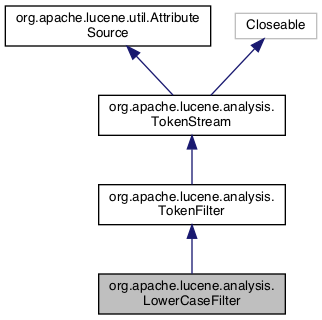 org.apache.lucene.util.Attribute
Source
Closeable
org.apache.lucene.analysis.
TokenStream
org.apache.lucene.analysis.
TokenFilter
org.apache.lucene.analysis.
LowerCaseFilter